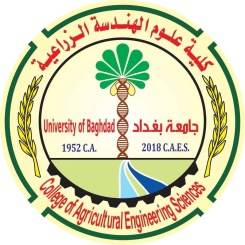 كلية علوم الهندسة الزراعية
University of Baghdad جامعة بغداد
1952 C.A. 2018 C.A.E.S.
College of Agricultural Engineering Sciences